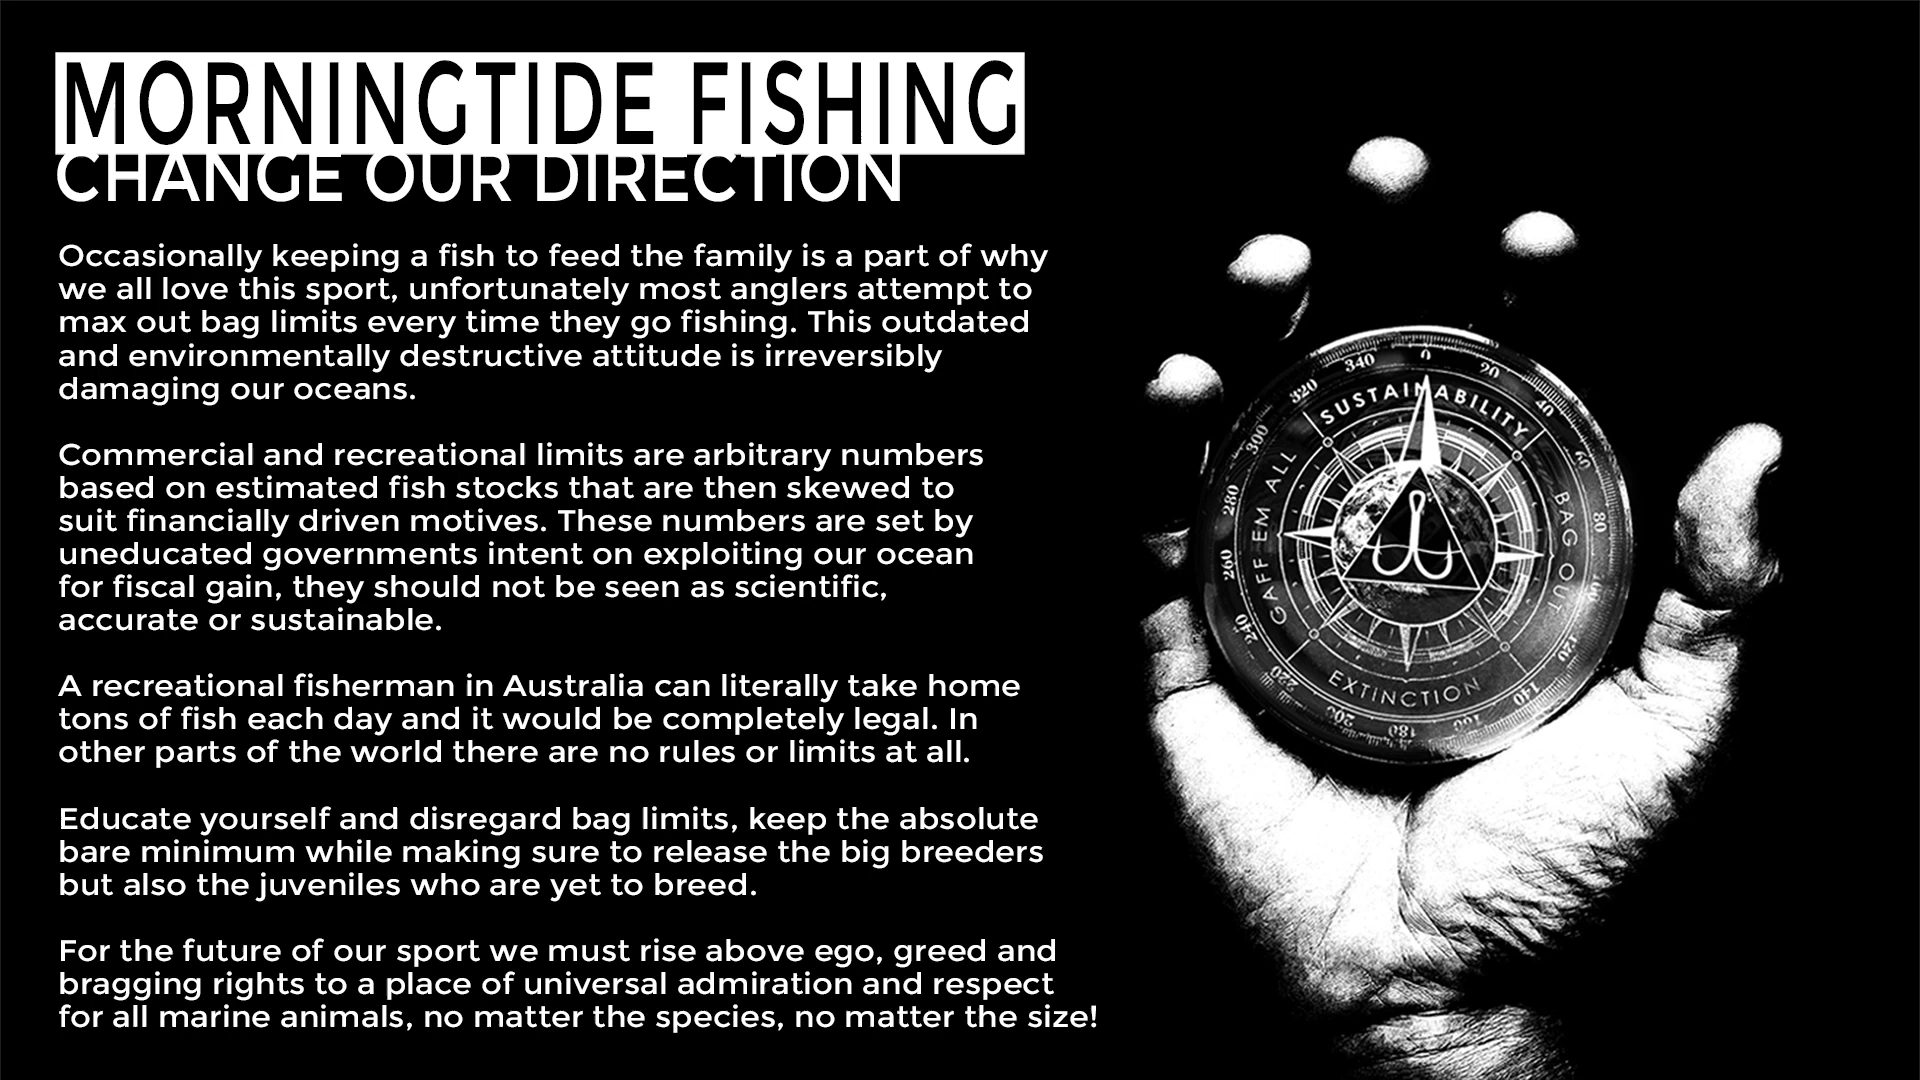 MORNINGTIDE FISHING
CHANGE OUR DIRECTION
Occasionally keeping a fish to feed the family is a part of why
we all love this sport, unfortunately most anglers attempt to
max out bag limits every time they go fishing. This outdated
and environmentally destructive attitude is irreversibly
damaging our oceans.
Commercial and recreational limits are arbitrary numbers
based on estimated fish stocks that are then skewed to
suit financially driven motives. These numbers are set by
uneducated governments intent on exploiting our ocean
for fiscal gain, they should not be seen as scientific,
accurate or sustainable.
A recreational fisherman in Australia can literally take home
tons of fish each day and it would be completely legal. In
other parts of the world there are no rules or limits at all.
Educate yourself and disregard bag limits, keep the absolute
bare minimum while making sure to release the big breeders
but also the juveniles who are yet to breed.
For the future of our sport we must rise above ego, greed and
bragging rights to a place of universal admiration and respect
for all marine animals, no matter the species, no matter the size!
0
20
40
60
80
120
140
160
180
200
220
240
260
280
300
320
340
SUSTAINABILITY
BAG OUT
EXTINCTION
GAFF EM ALL